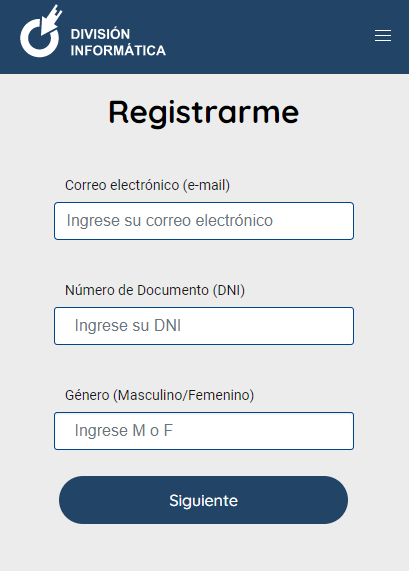 DIVISIÓN
INFORMÁTICA
Registrarme
Correo electrónico (e-mail)
Ingrese su correo electrónico
Número de Documento (DNI)
Ingrese su DNI
Género (Masculino/Femenino)
Ingrese M o F
Siguiente